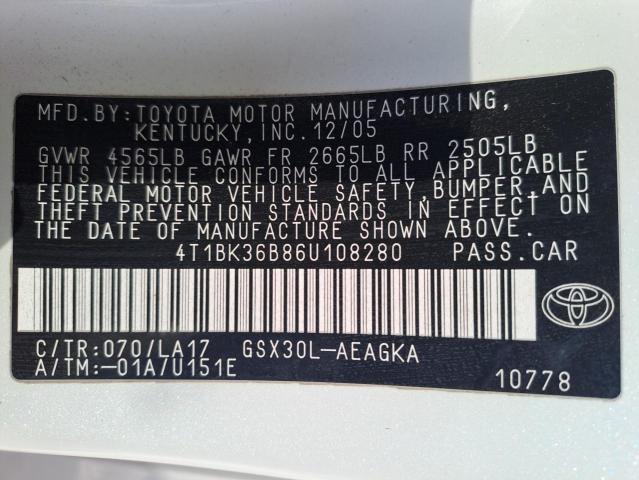 MFD.BY:TOYOTA MOTOR MANUFACTURING,
KENTUCKY,INC.12/05
GVWR 4565LB GAWR FR 2665LB RR 2505LB
THIS VEHICLE CONFORMS TO ALL APPLICABLE
FEDERAL MOTOR VEHICLE SAFETY,BUMPER,AND
THEFT PREVENTION STANDARDS IN EFFECT ON
THE DATE OF MANUFACTURE SHOWN ABOVE.
4T1BK36B86U108280 PASS.CAR
C/TR:070/LA17 GSX30L-AEAGKA
A/TM:-01A/U151E
10778